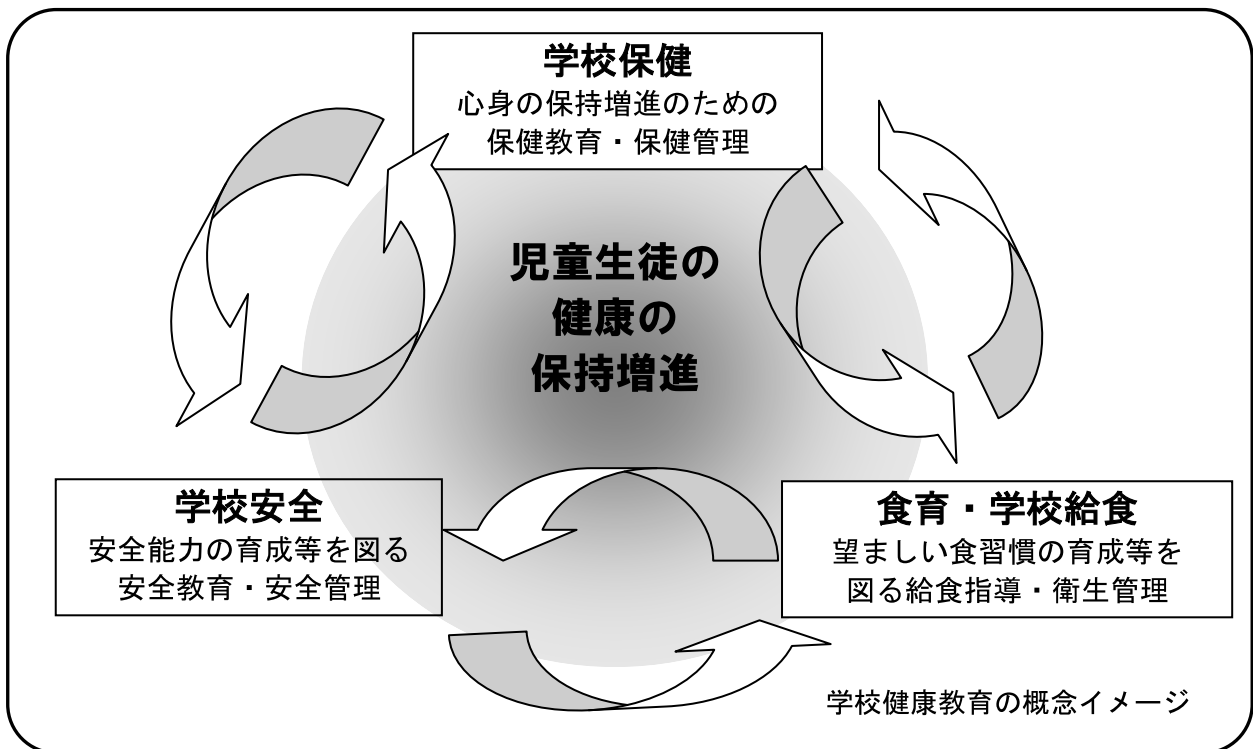 学校保健
心身の保持増進のための
保健教育・保健管理
児童生徒の
健康の
保持増進
学校安全
安全能力の育成等を図る
安全教育・安全管理
食育・学校給食
望ましい食習慣の育成等を
図る給食指導・衛生管理
学校健康教育の概念イメージ